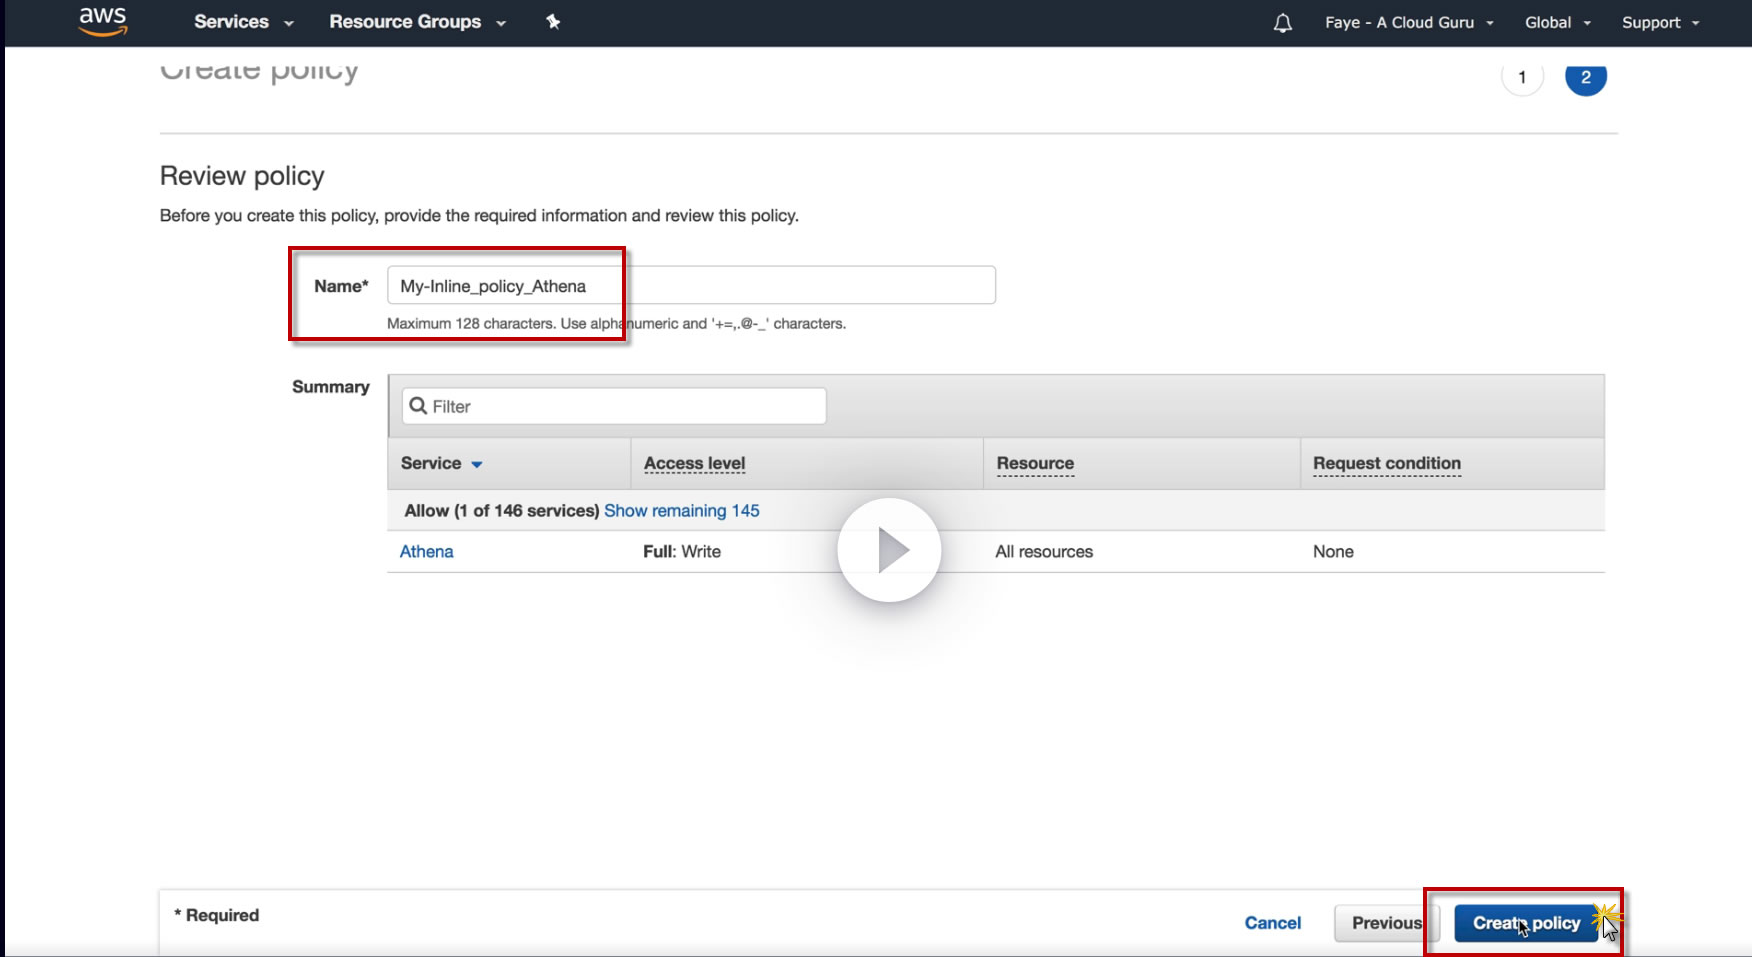 aws Services Resource Groups Faye - A Cloud Guru Global Support
Create policy 1 2
Review policy
Before you create this policy, provide the required information and review this policy.
Name* My-Inline_policy_Athena
Maximum 128 characters. Use alphanumeric and '+=,.@-_' characters.
Summary Filter
Service Access level Resource Request condition
Allow (1 of 146 services) Show remaining 145
Athena Full: Write All resources None
* Required Cancel Previous Create policy